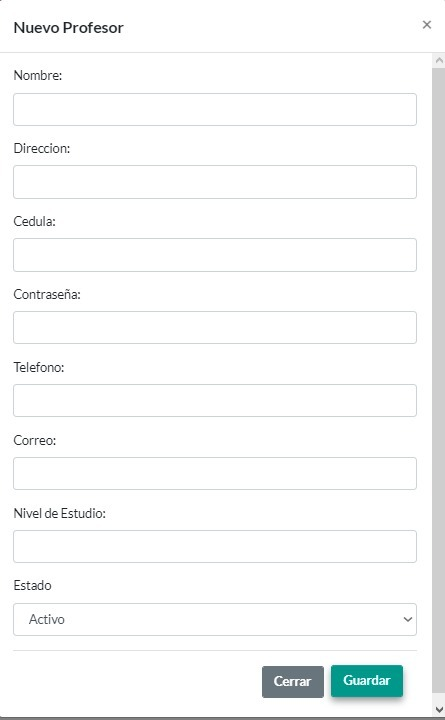 Nuevo Profesor
×
Nombre:
Direccion:
Cedula:
Contraseña:
Telefono:
Correo:
Nivel de Estudio:
Estado
Activo
Cerrar Guardar